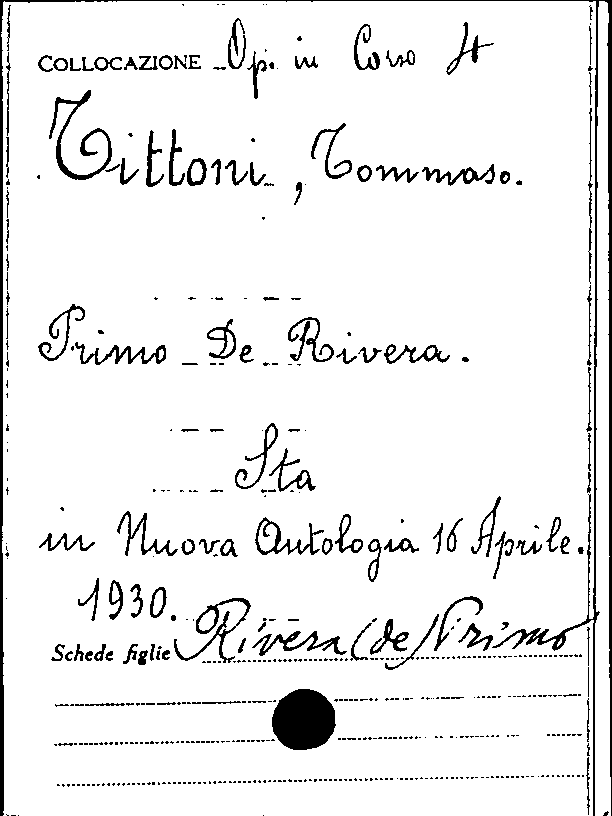 COLLOCAZIONE Op. in Corso 4
Tittoni, Tommaso.
Primo De Rivera.
Sta
in Nuova Antologia 16 Aprile.
1930.
Schede figlie Rivera (de) Primo